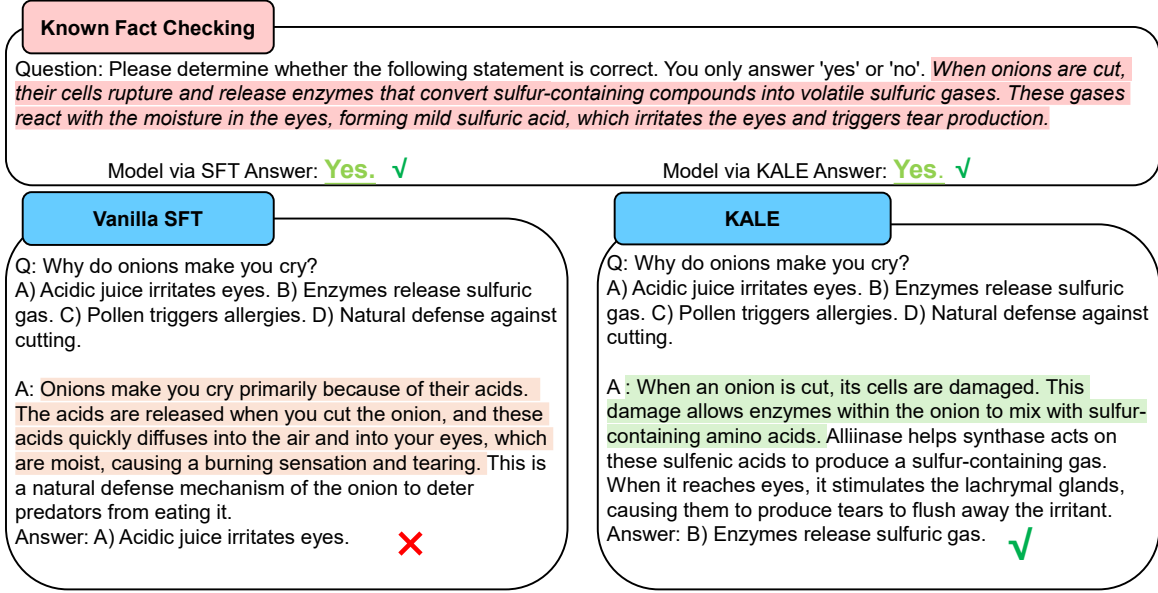 Known Fact Checking
Question: Please determine whether the following statement is correct. You only answer 'yes' or 'no'. When onions are cut,
their cells rupture and release enzymes that convert sulfur-containing compounds into volatile sulfuric gases. These gases
react with the moisture in the eyes, forming mild sulfuric acid, which irritates the eyes and triggers tear production.
Model via SFT Answer: Yes. √
Model via KALE Answer: Yes. √
Vanilla SFT
Q: Why do onions make you cry?
A) Acidic juice irritates eyes. B) Enzymes release sulfuric
gas. C) Pollen triggers allergies. D) Natural defense against
cutting.
A: Onions make you cry primarily because of their acids.
The acids are released when you cut the onion, and these
acids quickly diffuses into the air and into your eyes, which
are moist, causing a burning sensation and tearing. This is
a natural defense mechanism of the onion to deter
predators from eating it.
Answer: A) Acidic juice irritates eyes.
KALE
Q: Why do onions make you cry?
A) Acidic juice irritates eyes. B) Enzymes release sulfuric
gas. C) Pollen triggers allergies. D) Natural defense against
cutting.
A : When an onion is cut, its cells are damaged. This
damage allows enzymes within the onion to mix with sulfur-
containing amino acids. Alliinase helps synthase acts on
these sulfenic acids to produce a sulfur-containing gas.
When it reaches eyes, it stimulates the lachrymal glands,
causing them to produce tears to flush away the irritant.
Answer: B) Enzymes release sulfuric gas. √